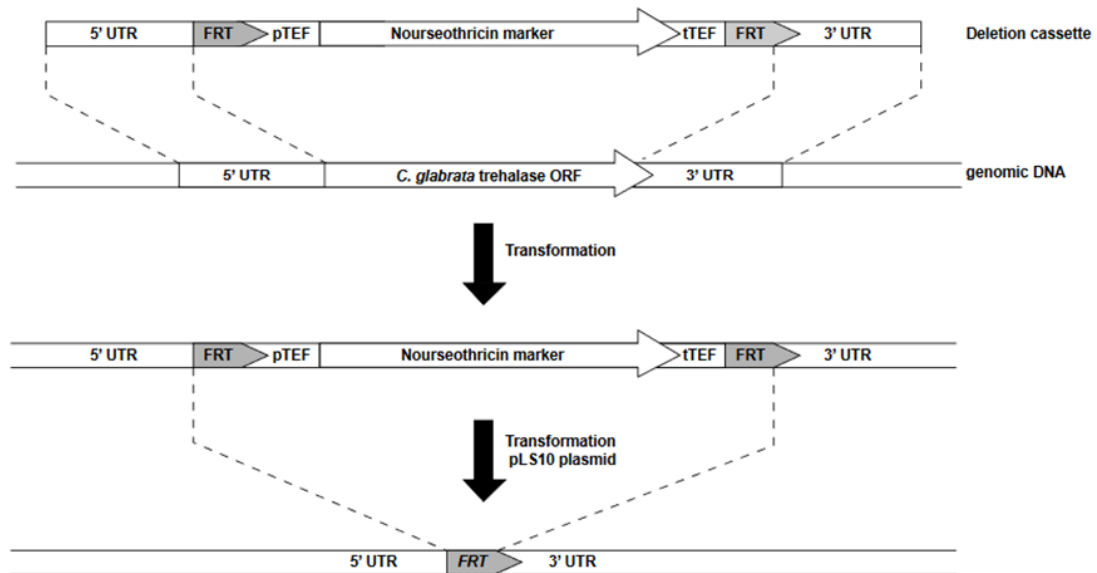 5' UTR FRT pTEF Nourseothricin marker tTEF FRT 3' UTR Deletion cassette
5' UTR C. glabrata trehalase ORF 3' UTR genomic DNA
Transformation
5' UTR FRT pTEF Nourseothricin marker tTEF FRT 3' UTR
Transformation
pLS10 plasmid
5' UTR FRT 3' UTR